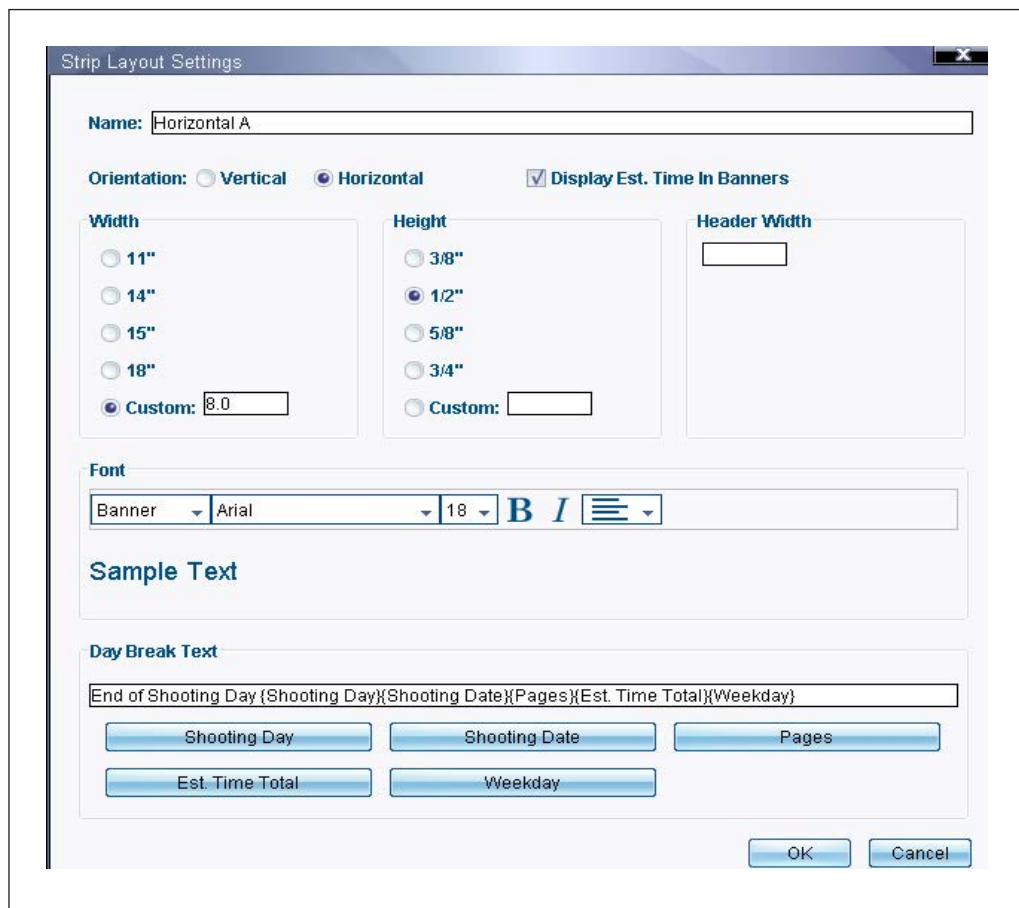 Strip Layout Settings
X
Name: Horizontal A
Orientation: Vertical Horizontal Display Est. Time In Banners
Width
11"
14"
15"
18"
Custom: 8.0
Height
3/8"
1/2"
5/8"
3/4"
Custom:
Header Width
Font
Banner Arial 18 B I
Sample Text
Day Break Text
End of Shooting Day {Shooting Day}{Shooting Date}{Pages}{Est. Time Total}{Weekday}
Shooting Day Shooting Date Pages
Est. Time Total Weekday
OK Cancel